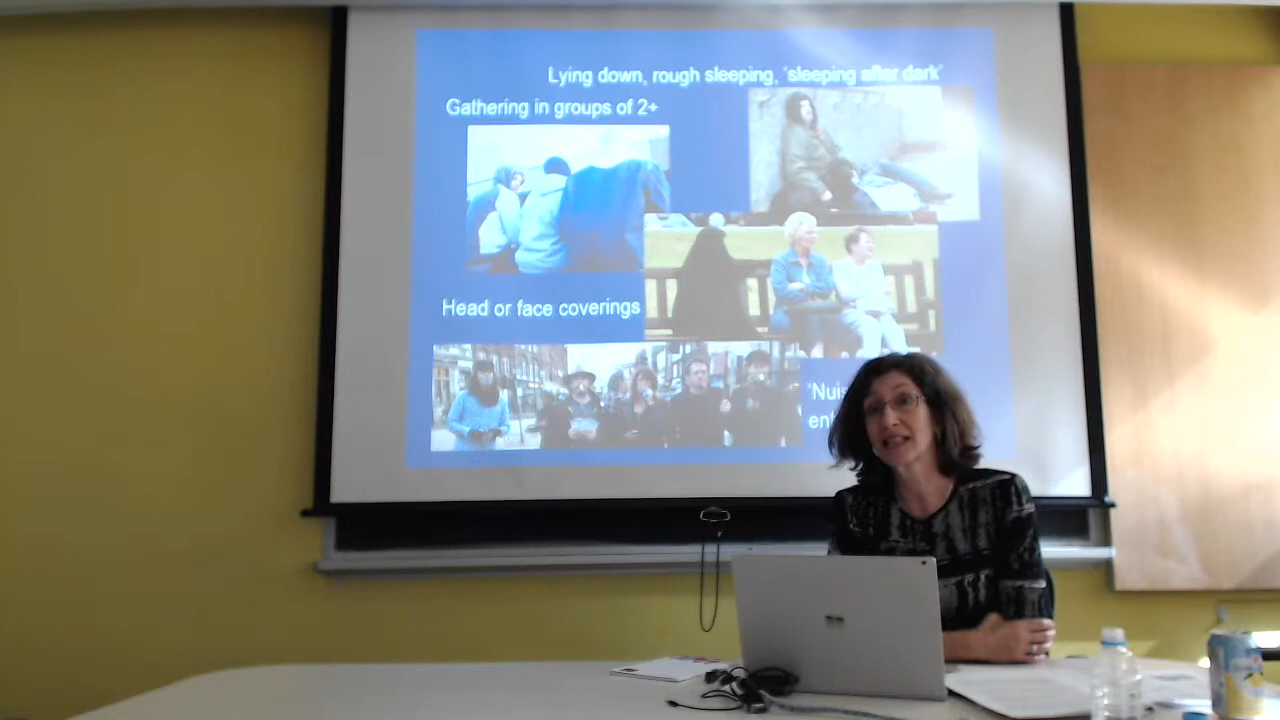 Lying down, rough sleeping, 'sleeping after dark'
Gathering in groups of 2+
Head or face coverings